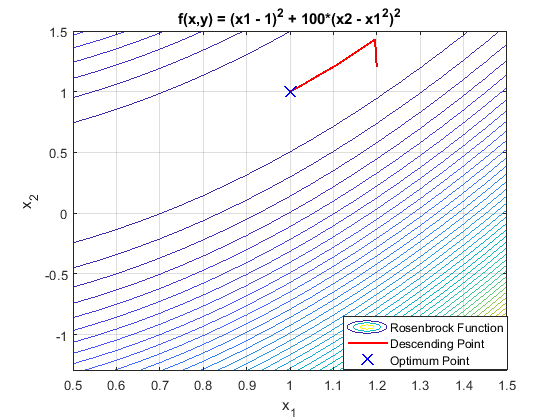 f(x,y) = (x1 - 1)² + 100*(x2 - x1²)²
1.5
1
0.5
0
-0.5
-1
x₂
0.5 0.6 0.7 0.8 0.9 1 1.1 1.2 1.3 1.4 1.5
x₁
Rosenbrock Function
Descending Point
Optimum Point